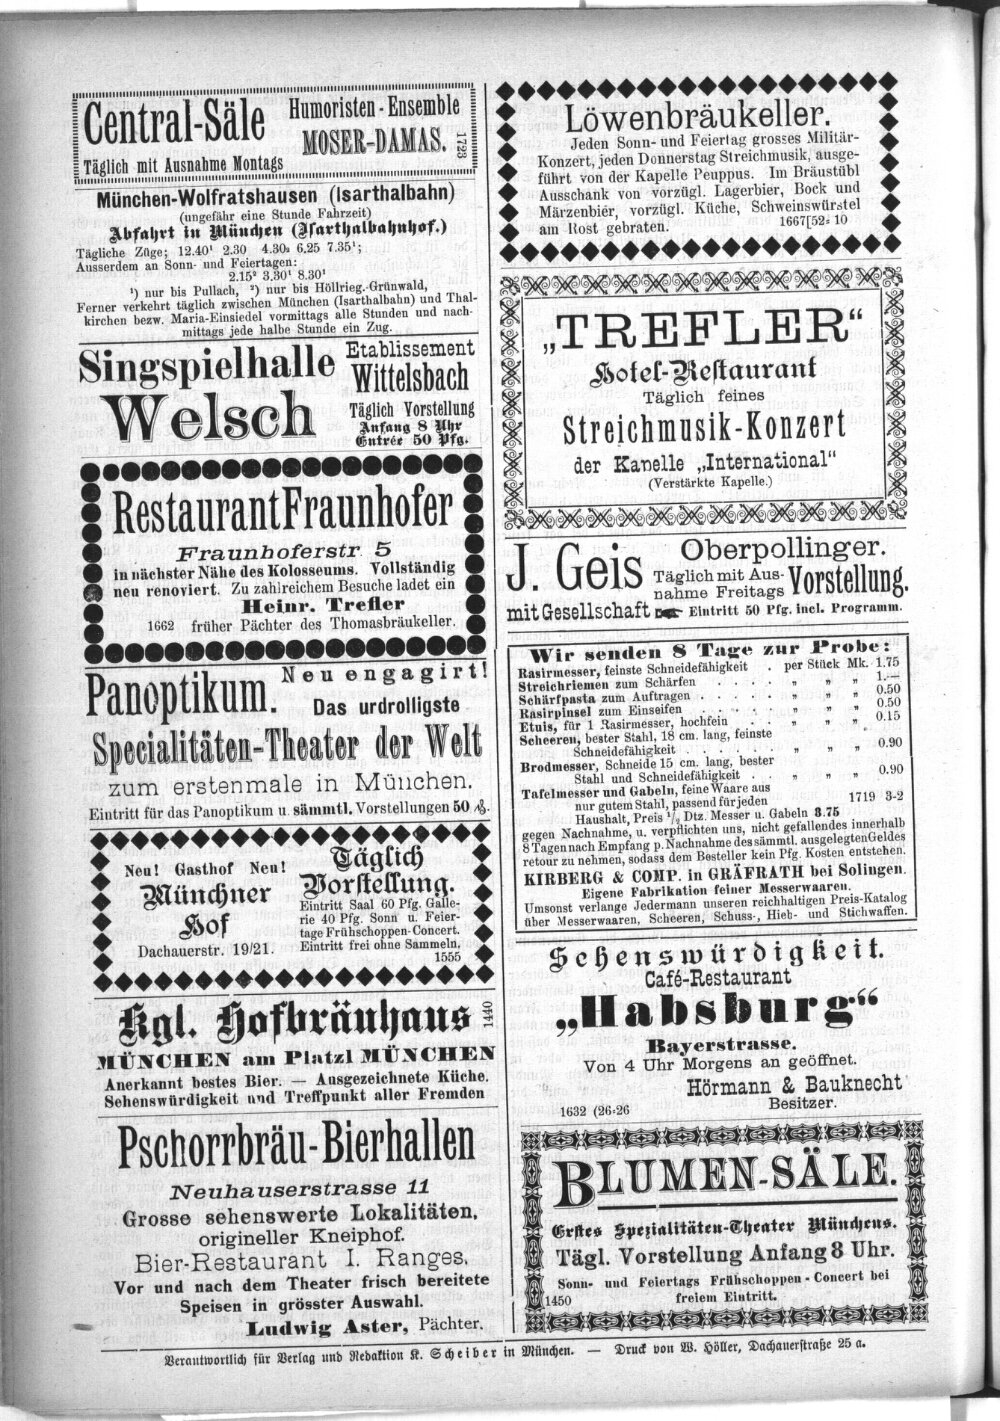 Central-Säle
Humoristen-Ensemble
MOSER-DAMAS.
1723
Täglich mit Ausnahme Montags
München-Wolfratshausen (Isarthalbahn)
(ungefähr eine Stunde Fahrzeit)
Abfahrt in München (Isarthalbahnhof.)
Tägliche Züge; 12.40¹ 2.30 4.30₂ 6,25 7.35¹;
Ausserdem an Sonn- und Feiertagen:
2.15² 3.30¹ 8.30¹
¹) nur bis Pullach, ²) nur bis Höllrieg.-Grünwald,
Ferner verkehrt täglich zwischen München (Isarthalbahn) und Thal-
kirchen bezw. Maria-Einsiedel vormittags alle Stunden und nach-
mittags jede halbe Stunde ein Zug.
Singspielhalle
Welsch
Etablissement
Wittelsbach
Täglich Vorstellung
Anfang 8 Uhr
Entrée 50 Pfg.
Restaurant Fraunhofer
Fraunhoferstr. 5
in nächster Nähe des Kolosseums. Vollständig
neu renoviert. Zu zahlreichem Besuche ladet ein
Heinr. Trefler
1662 früher Pächter des Thomasbräukeller.
Panoptikum.
Neu engagirt!
Das urdrolligste
Specialitäten-Theater der Welt
zum erstenmale in München.
Eintritt für das Panoptikum u. sämmtl. Vorstellungen 50 ₰.
Neu! Gasthof Neu!
Münchner
Hof
Dachauerstr. 19/21.
Täglich
Vorstellung.
Eintritt Saal 60 Pfg. Galle-
rie 40 Pfg. Sonn u. Feier-
tage Frühschoppen-Concert.
Eintritt frei ohne Sammeln.
1555
Kgl. Hofbräuhaus
1440
MÜNCHEN am Platzl MÜNCHEN
Anerkannt bestes Bier. — Ausgezeichnete Küche.
Sehenswürdigkeit und Treffpunkt aller Fremden
Pschorrbräu-Bierhallen
Neuhauserstrasse 11
Grosse sehenswerte Lokalitäten,
origineller Kneiphof.
Bier-Restaurant I. Ranges,
Vor und nach dem Theater frisch bereitete
Speisen in grösster Auswahl.
Ludwig Aster, Pächter.
Löwenbräukeller.
Jeden Sonn- und Feiertag grosses Militär-
Konzert, jeden Donnerstag Streichmusik, ausge-
führt von der Kapelle Peuppus. Im Bräustübl
Ausschank von vorzügl. Lagerbier, Bock und
Märzenbier, vorzügl. Küche, Schweinswürstel
am Rost gebraten. 1667[52=10
„TREFLER“
Hotel-Restaurant
Täglich feines
Streichmusik-Konzert
der Kapelle „International“
(Verstärkte Kapelle.)
J. Geis
Oberpollinger.
Täglich mit Aus-
nahme Freitags
Vorstellung.
mit Gesellschaft ☛ Eintritt 50 Pfg. incl. Programm.
Wir senden 8 Tage zur Probe:
Rasirmesser, feinste Schneidefähigkeit . per Stück Mk. 1.75
Streichriemen zum Schärfen . . . . „ „ „ 1.—
Schärfpasta zum Auftragen . . . . . „ „ „ 0.50
Rasirpinsel zum Einseifen . . . . . „ „ „ 0.50
Etuis, für 1 Rasirmesser, hochfein . . „ „ „ 0.15
Scheeren, bester Stahl, 18 cm. lang, feinste
Schneidefähigkeit . . . . . . „ „ „ 0.90
Brodmesser, Schneide 15 cm. lang, bester
Stahl und Schneidefähigkeit . . „ „ „ 0.90
Tafelmesser und Gabeln, feine Waare aus
nur gutem Stahl, passend für jeden 1719 3-2
Haushalt, Preis ½ Dtz. Messer u. Gabeln 3.75
gegen Nachnahme, u. verpflichten uns, nicht gefallendes innerhalb
8 Tagen nach Empfang p. Nachnahme des sämmtl. ausgelegten Geldes
retour zu nehmen, sodass dem Besteller kein Pfg. Kosten entstehen.
KIRBERG & COMP. in GRÄFRATH bei Solingen.
Eigene Fabrikation feiner Messerwaaren.
Umsonst verlange Jedermann unseren reichhaltigen Preis-Katalog
über Messerwaaren, Scheeren, Schuss-, Hieb- und Stichwaffen.
Sehenswürdigkeit.
Café-Restaurant
„Habsburg“
Bayerstrasse.
Von 4 Uhr Morgens an geöffnet.
Hörmann & Bauknecht
1632 (26=26 Besitzer.
BLUMEN-SÄLE.
Erstes Spezialitäten-Theater Münchens.
Tägl. Vorstellung Anfang 8 Uhr.
Sonn- und Feiertags Frühschoppen-Concert bei
1450 freiem Eintritt.
Verantwortlich für Verlag und Redaktion K. Scheiber in München. — Druck von W. Höller, Dachauerstraße 25 a.